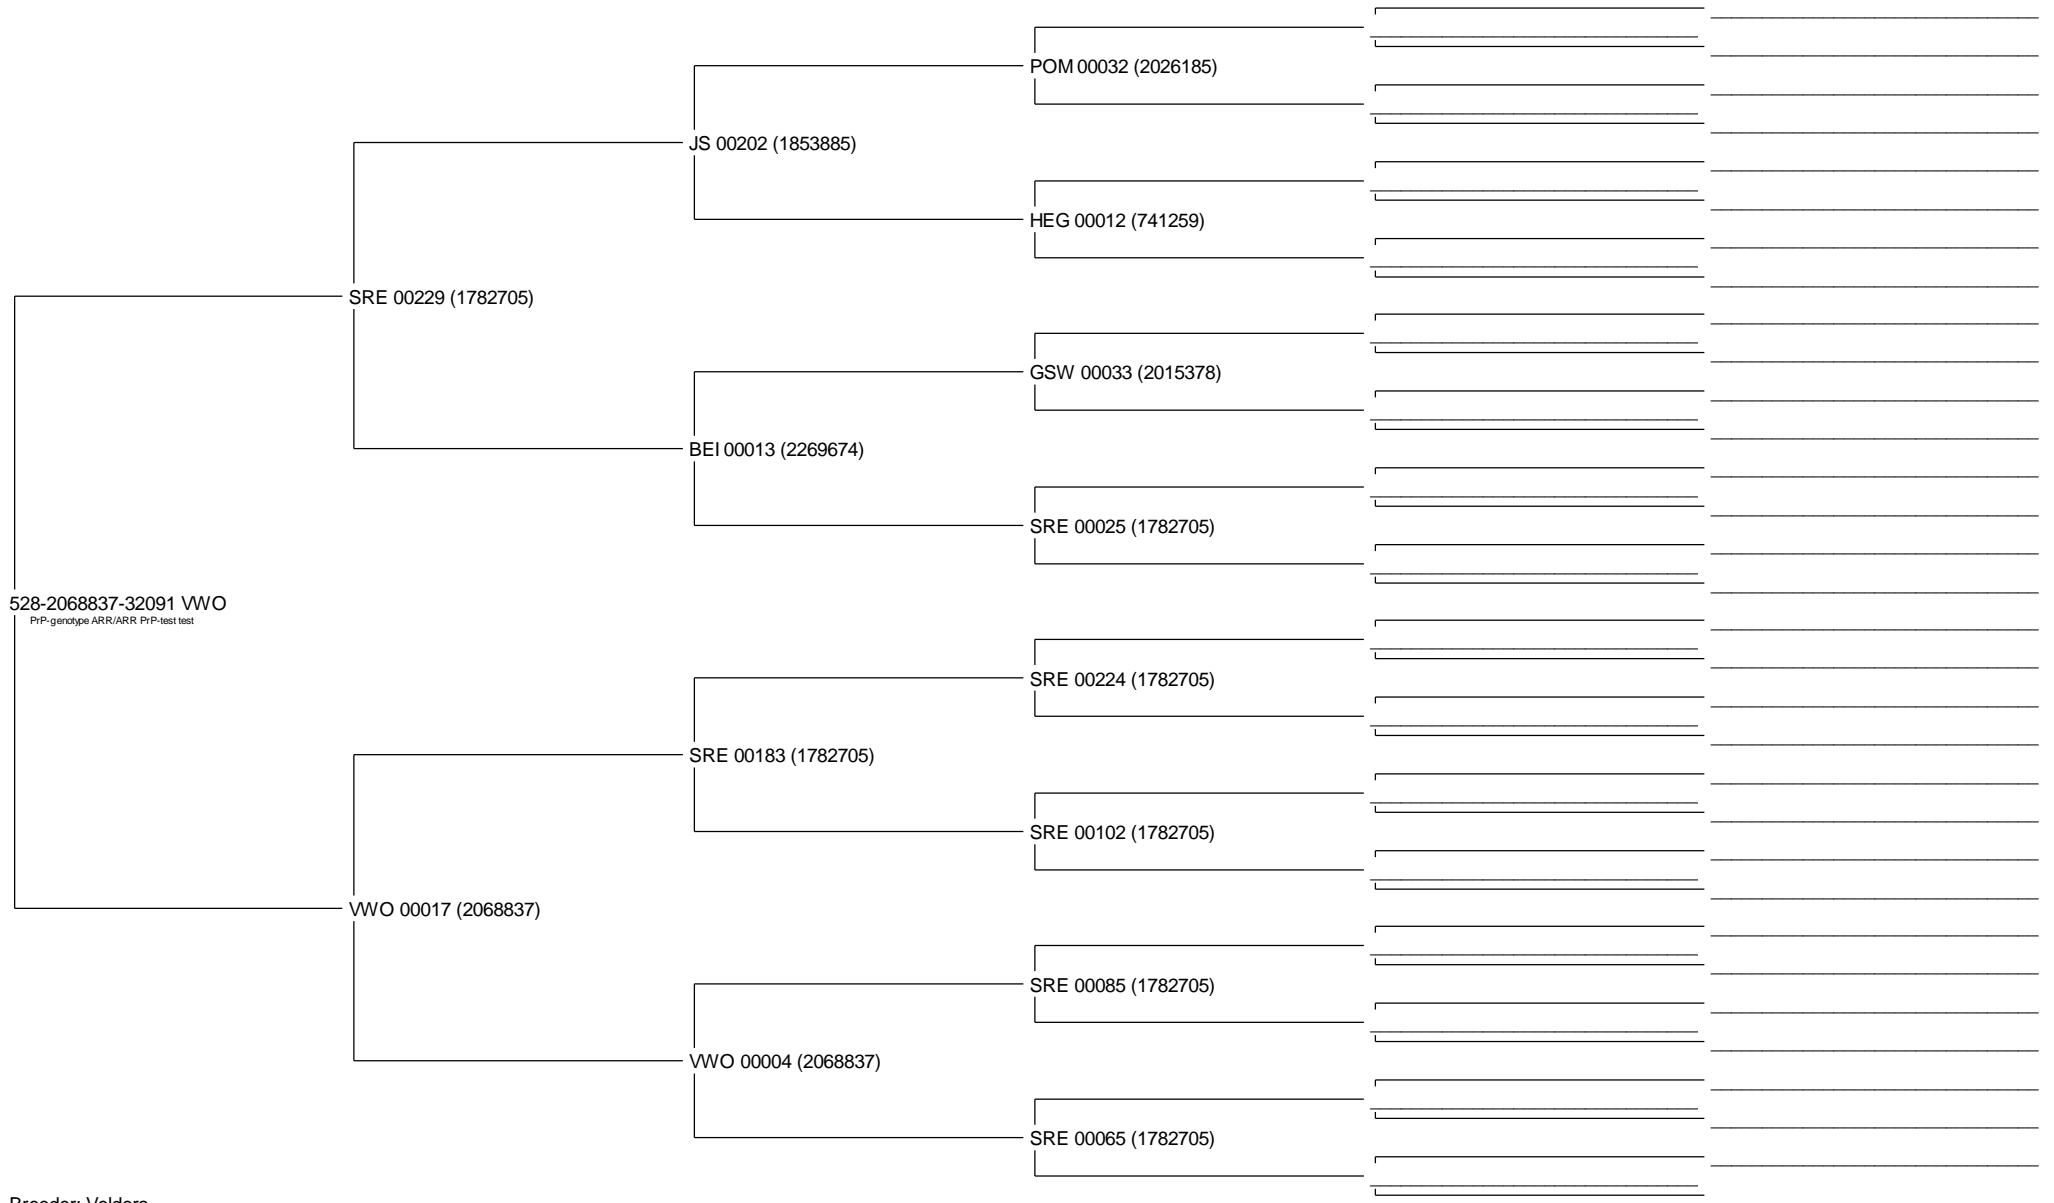 POM 00032 (2026185)
JS 00202 (1853885)
HEG 00012 (741259)
SRE 00229 (1782705)
GSW 00033 (2015378)
BEI 00013 (2269674)
SRE 00025 (1782705)
528-2068837-32091 VWO
PrP-genotype ARR/ARR PrP-test test
SRE 00224 (1782705)
SRE 00183 (1782705)
SRE 00102 (1782705)
VWO 00017 (2068837)
SRE 00085 (1782705)
VWO 00004 (2068837)
SRE 00065 (1782705)
Breeder: Velders